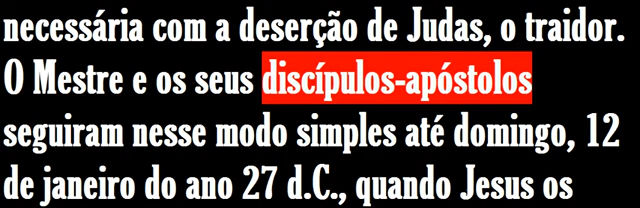 necessária com a deserção de Judas, o traidor.
O Mestre e os seus discípulos-apóstolos
seguiram nesse modo simples até domingo, 12
de janeiro do ano 27 d.C., quando Jesus os